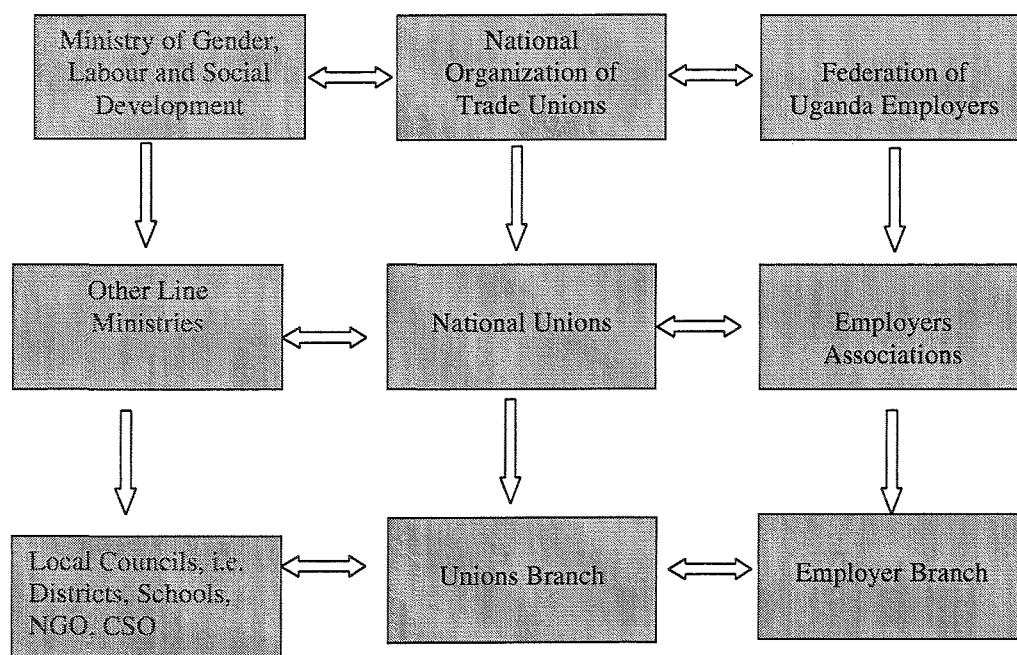 Ministry of Gender,
Labour and Social
Development
National
Organization of
Trade Unions
Federation of
Uganda Employers
Other Line
Ministries
National Unions
Employers
Associations
Local Councils, i.e.
Districts, Schools,
NGO, CSO
Unions Branch
Employer Branch